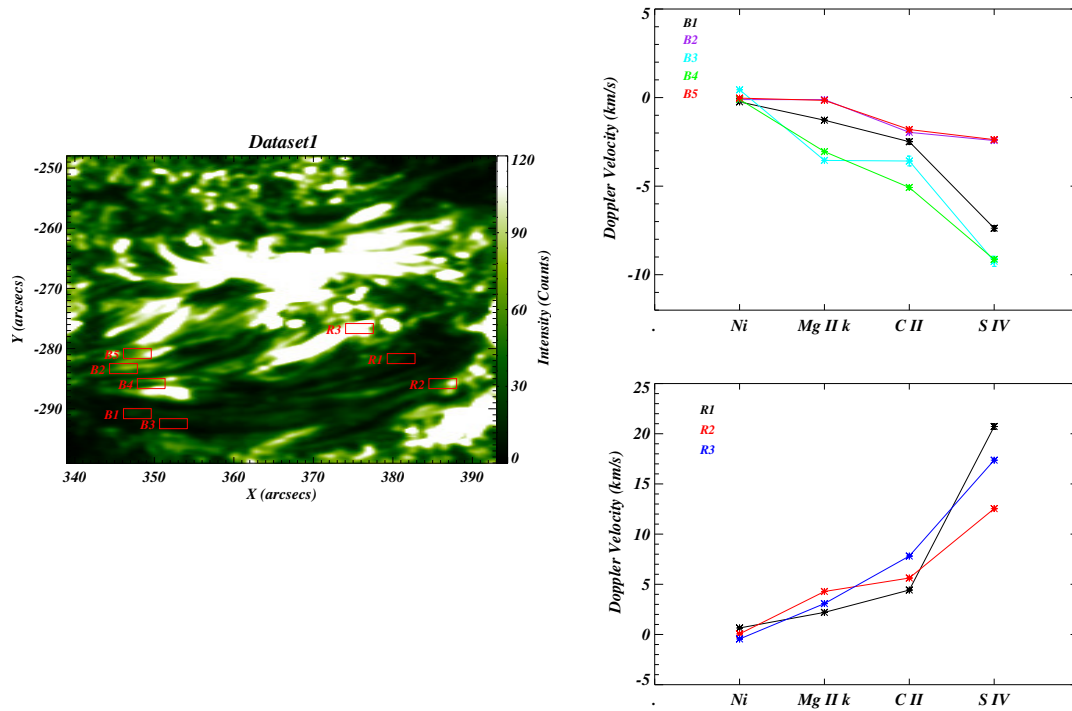 Dataset1
-250
-260
-270
-280
-290
Y (arcsecs)
340
350
360
370
380
390
X (arcsecs)
120
90
60
30
0
Intensity (Counts)
R3
R1
R2
B5
B2
B4
B1
B3
5
0
-5
-10
Doppler Velocity (km/s)
B1
B2
B3
B4
B5
. Ni Mg II k C II S IV
25
20
15
10
5
0
-5
Doppler Velocity (km/s)
R1
R2
R3
. Ni Mg II k C II S IV